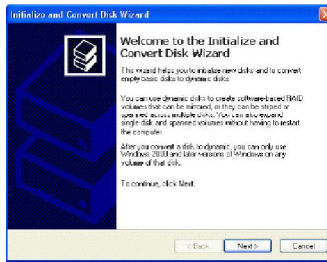 Initialize and Convert Disk Wizard
Welcome to the Initialize and
Convert Disk Wizard
This wizard helps you to initialize new disks and to convert
empty basic disks to dynamic disks.
You can use dynamic disks to create software-based RAID
volumes that can be mirrored, or they can be striped or
spanned across multiple disks. You can also expand
single disk and spanned volumes without having to restart
the computer.
After you convert a disk to dynamic, you can only use
Windows 2000 and later versions of Windows on any
volume of that disk.
To continue, click Next.
< Back
Next >
Cancel